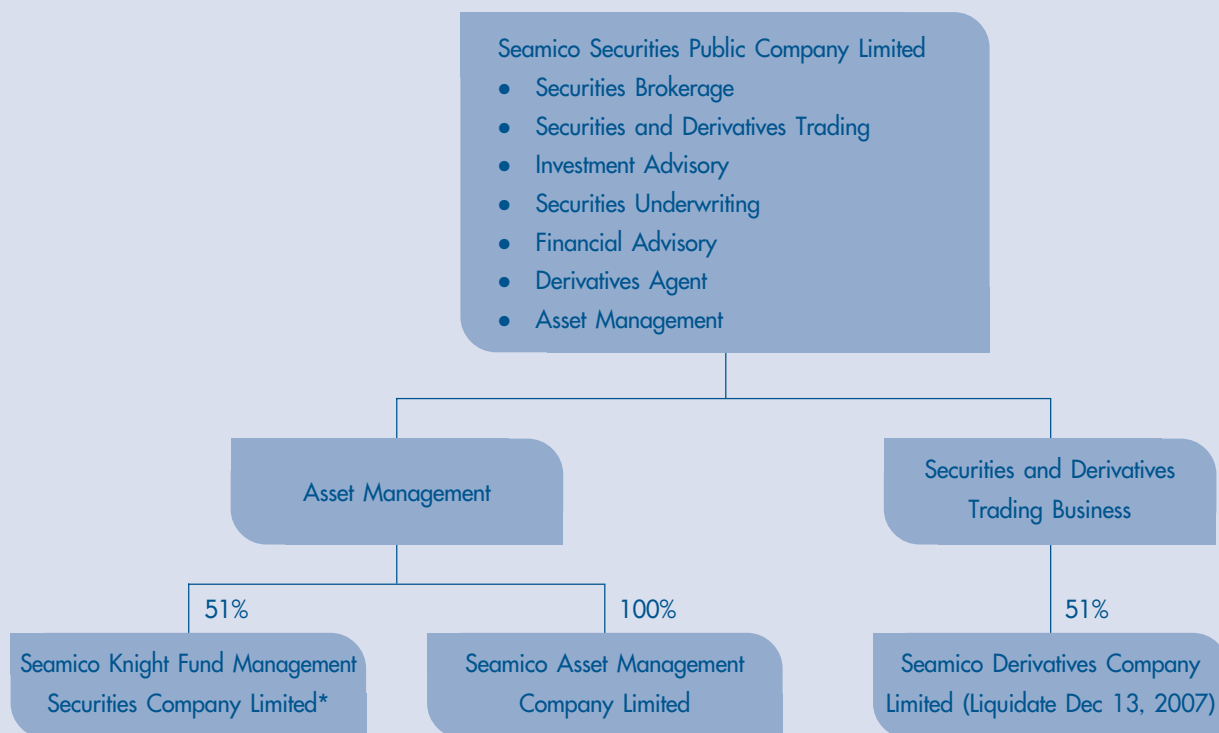 Seamico Securities Public Company Limited
● Securities Brokerage
● Securities and Derivatives Trading
● Investment Advisory
● Securities Underwriting
● Financial Advisory
● Derivatives Agent
● Asset Management
Asset Management
Securities and Derivatives
Trading Business
51%
100%
51%
Seamico Knight Fund Management
Securities Company Limited*
Seamico Asset Management
Company Limited
Seamico Derivatives Company
Limited (Liquidate Dec 13, 2007)